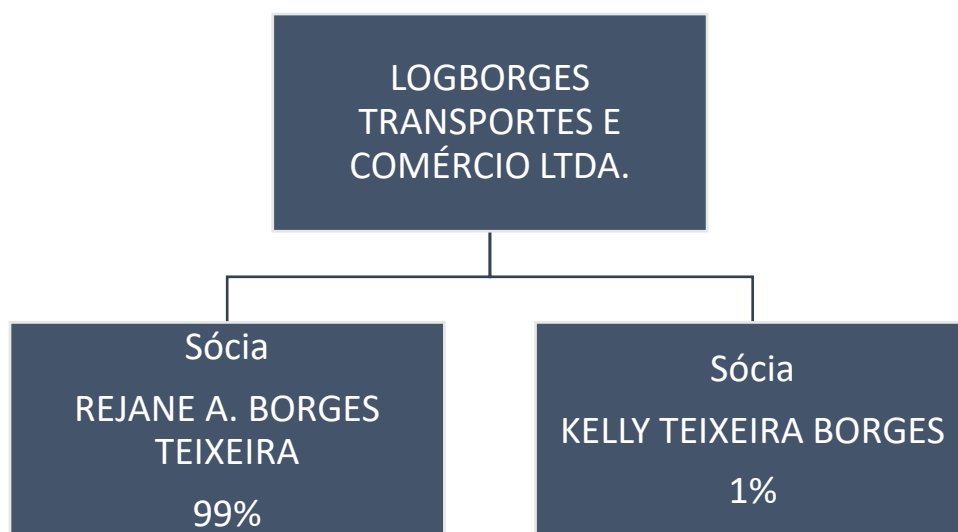 LOGBORGES
TRANSPORTES E
COMÉRCIO LTDA.
Sócia
REJANE A. BORGES
TEIXEIRA
99%
Sócia
KELLY TEIXEIRA BORGES
1%